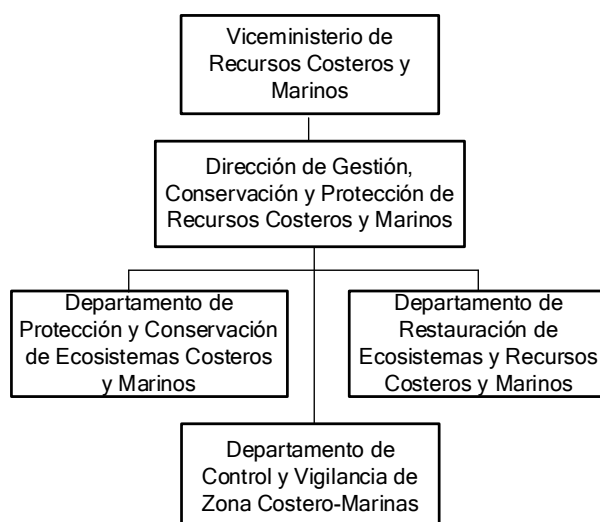 Viceministerio de
Recursos Costeros y
Marinos
Dirección de Gestión,
Conservación y Protección de
Recursos Costeros y Marinos
Departamento de
Protección y Conservación
de Ecosistemas Costeros
y Marinos
Departamento de
Restauración de
Ecosistemas y Recursos
Costeros y Marinos
Departamento de
Control y Vigilancia de
Zona Costero-Marinas